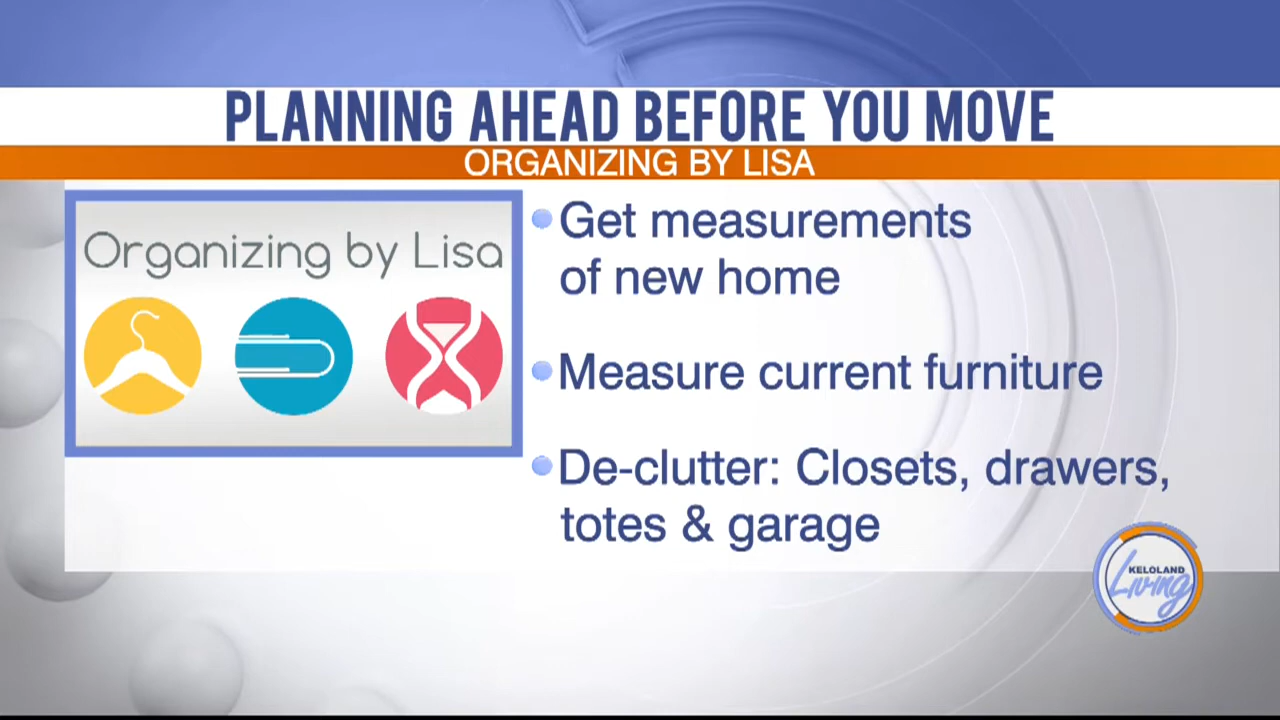 PLANNING AHEAD BEFORE YOU MOVE
ORGANIZING BY LISA
Organizing by Lisa
Get measurements
of new home
Measure current furniture
De-clutter: Closets, drawers,
totes & garage
KELOLAND
Living